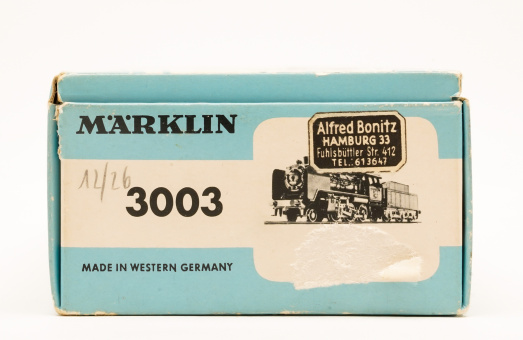 MÄRKLIN
Alfred Bonitz
HAMBURG 33
Fuhlsbüttler Str. 412
TEL.: 613647
12/26
3003
MADE IN WESTERN GERMANY